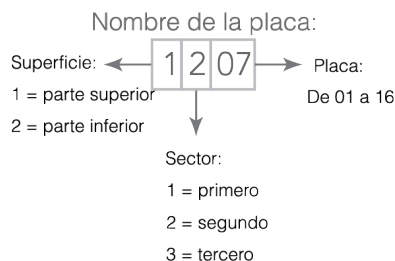 Nombre de la placa:
1 2 07
Superficie:
1 = parte superior
2 = parte inferior
Placa:
De 01 a 16
Sector:
1 = primero
2 = segundo
3 = tercero